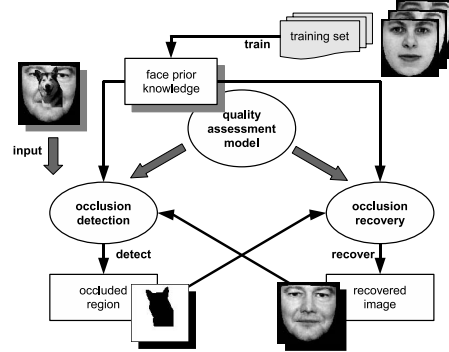 training set
train
face prior
knowledge
quality
assessment
model
input
occlusion
detection
occlusion
recovery
detect
recover
occluded
region
recovered
image